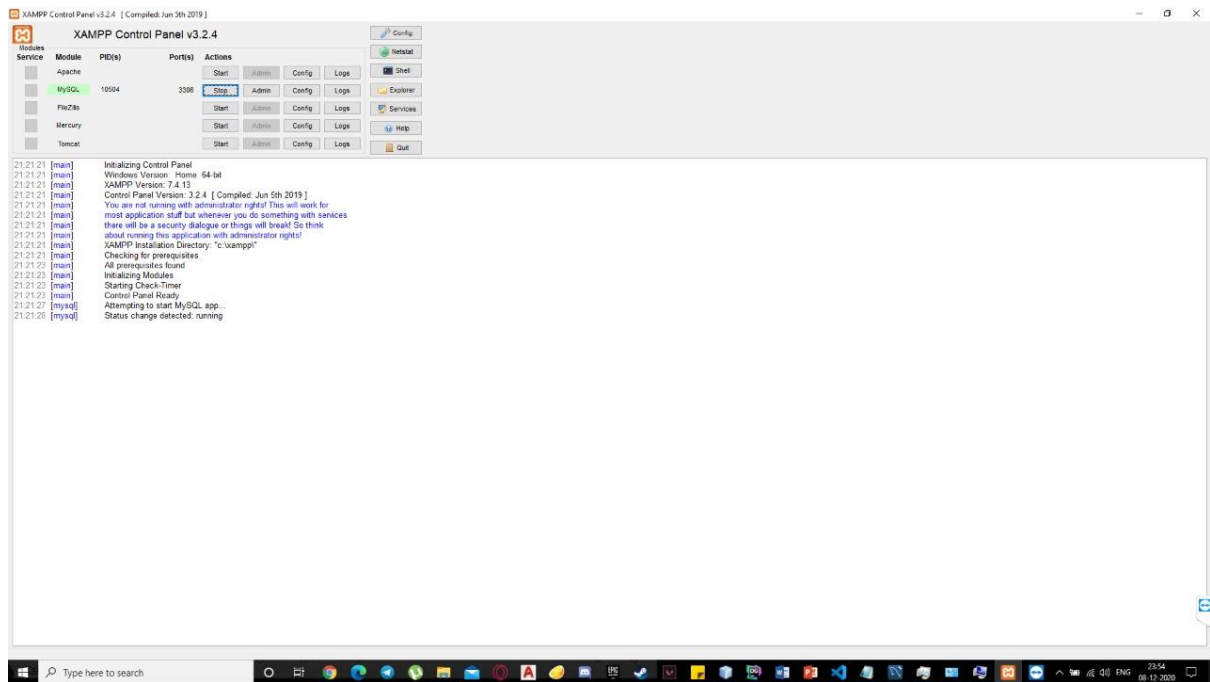 XAMPP Control Panel v3.2.4 [ Compiled: Jun 5th 2019 ]
XAMPP Control Panel v3.2.4
Config
Modules
Netstat
Service Module PID(s) Port(s) Actions
Apache Start Admin Config Logs Shell
MySQL 10504 3306 Stop Admin Config Logs Explorer
FileZilla Start Admin Config Logs Services
Mercury Start Admin Config Logs Help
Tomcat Start Admin Config Logs Quit
21:21:21 [main] Initializing Control Panel
21:21:21 [main] Windows Version: Home 64-bit
21:21:21 [main] XAMPP Version: 7.4.13
21:21:21 [main] Control Panel Version: 3.2.4 [ Compiled: Jun 5th 2019 ]
21:21:21 [main] You are not running with administrator rights! This will work for
21:21:21 [main] most application stuff but whenever you do something with services
21:21:21 [main] there will be a security dialogue or things will break! So think
21:21:21 [main] about running this application with administrator rights!
21:21:21 [main] XAMPP Installation Directory: "c:\xampp\"
21:21:21 [main] Checking for prerequisites
21:21:23 [main] All prerequisites found
21:21:23 [main] Initializing Modules
21:21:23 [main] Starting Check-Timer
21:21:23 [main] Control Panel Ready
21:21:27 [mysql] Attempting to start MySQL app...
21:21:28 [mysql] Status change detected: running
Type here to search
EPIC
ENG
23:54
08-12-2020